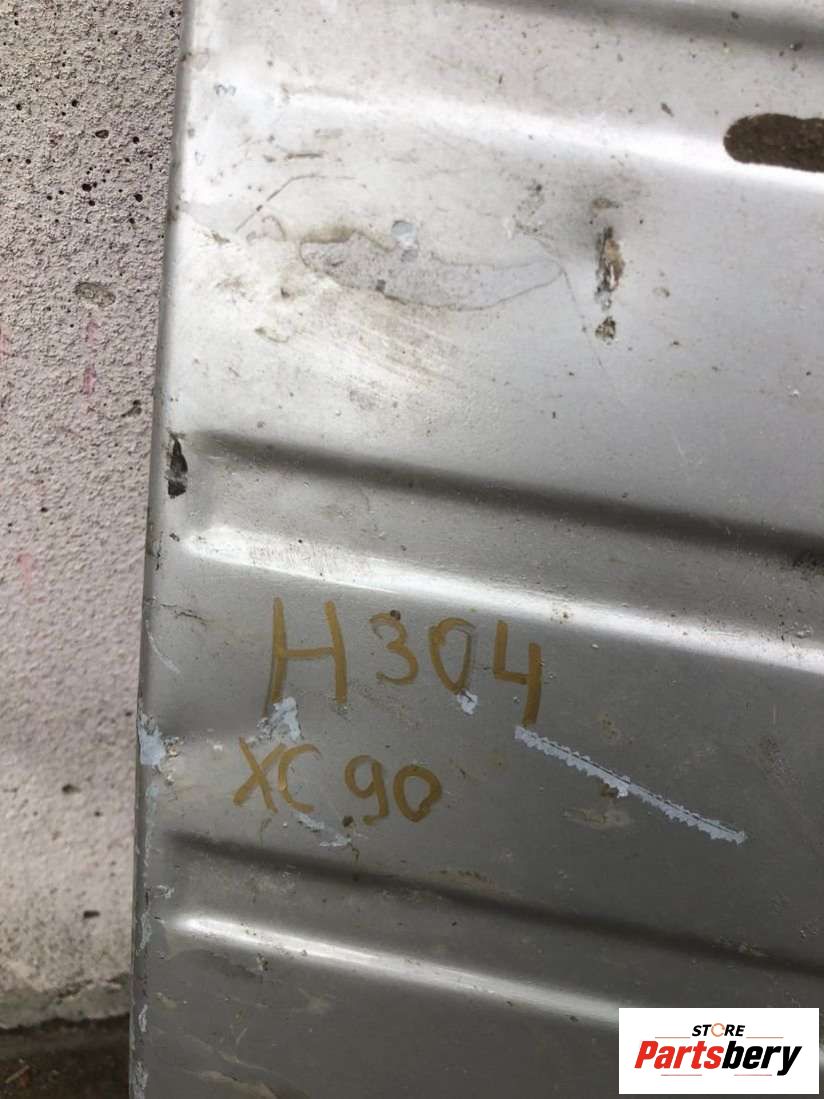 H304
XC 90
STORE
Partsbery